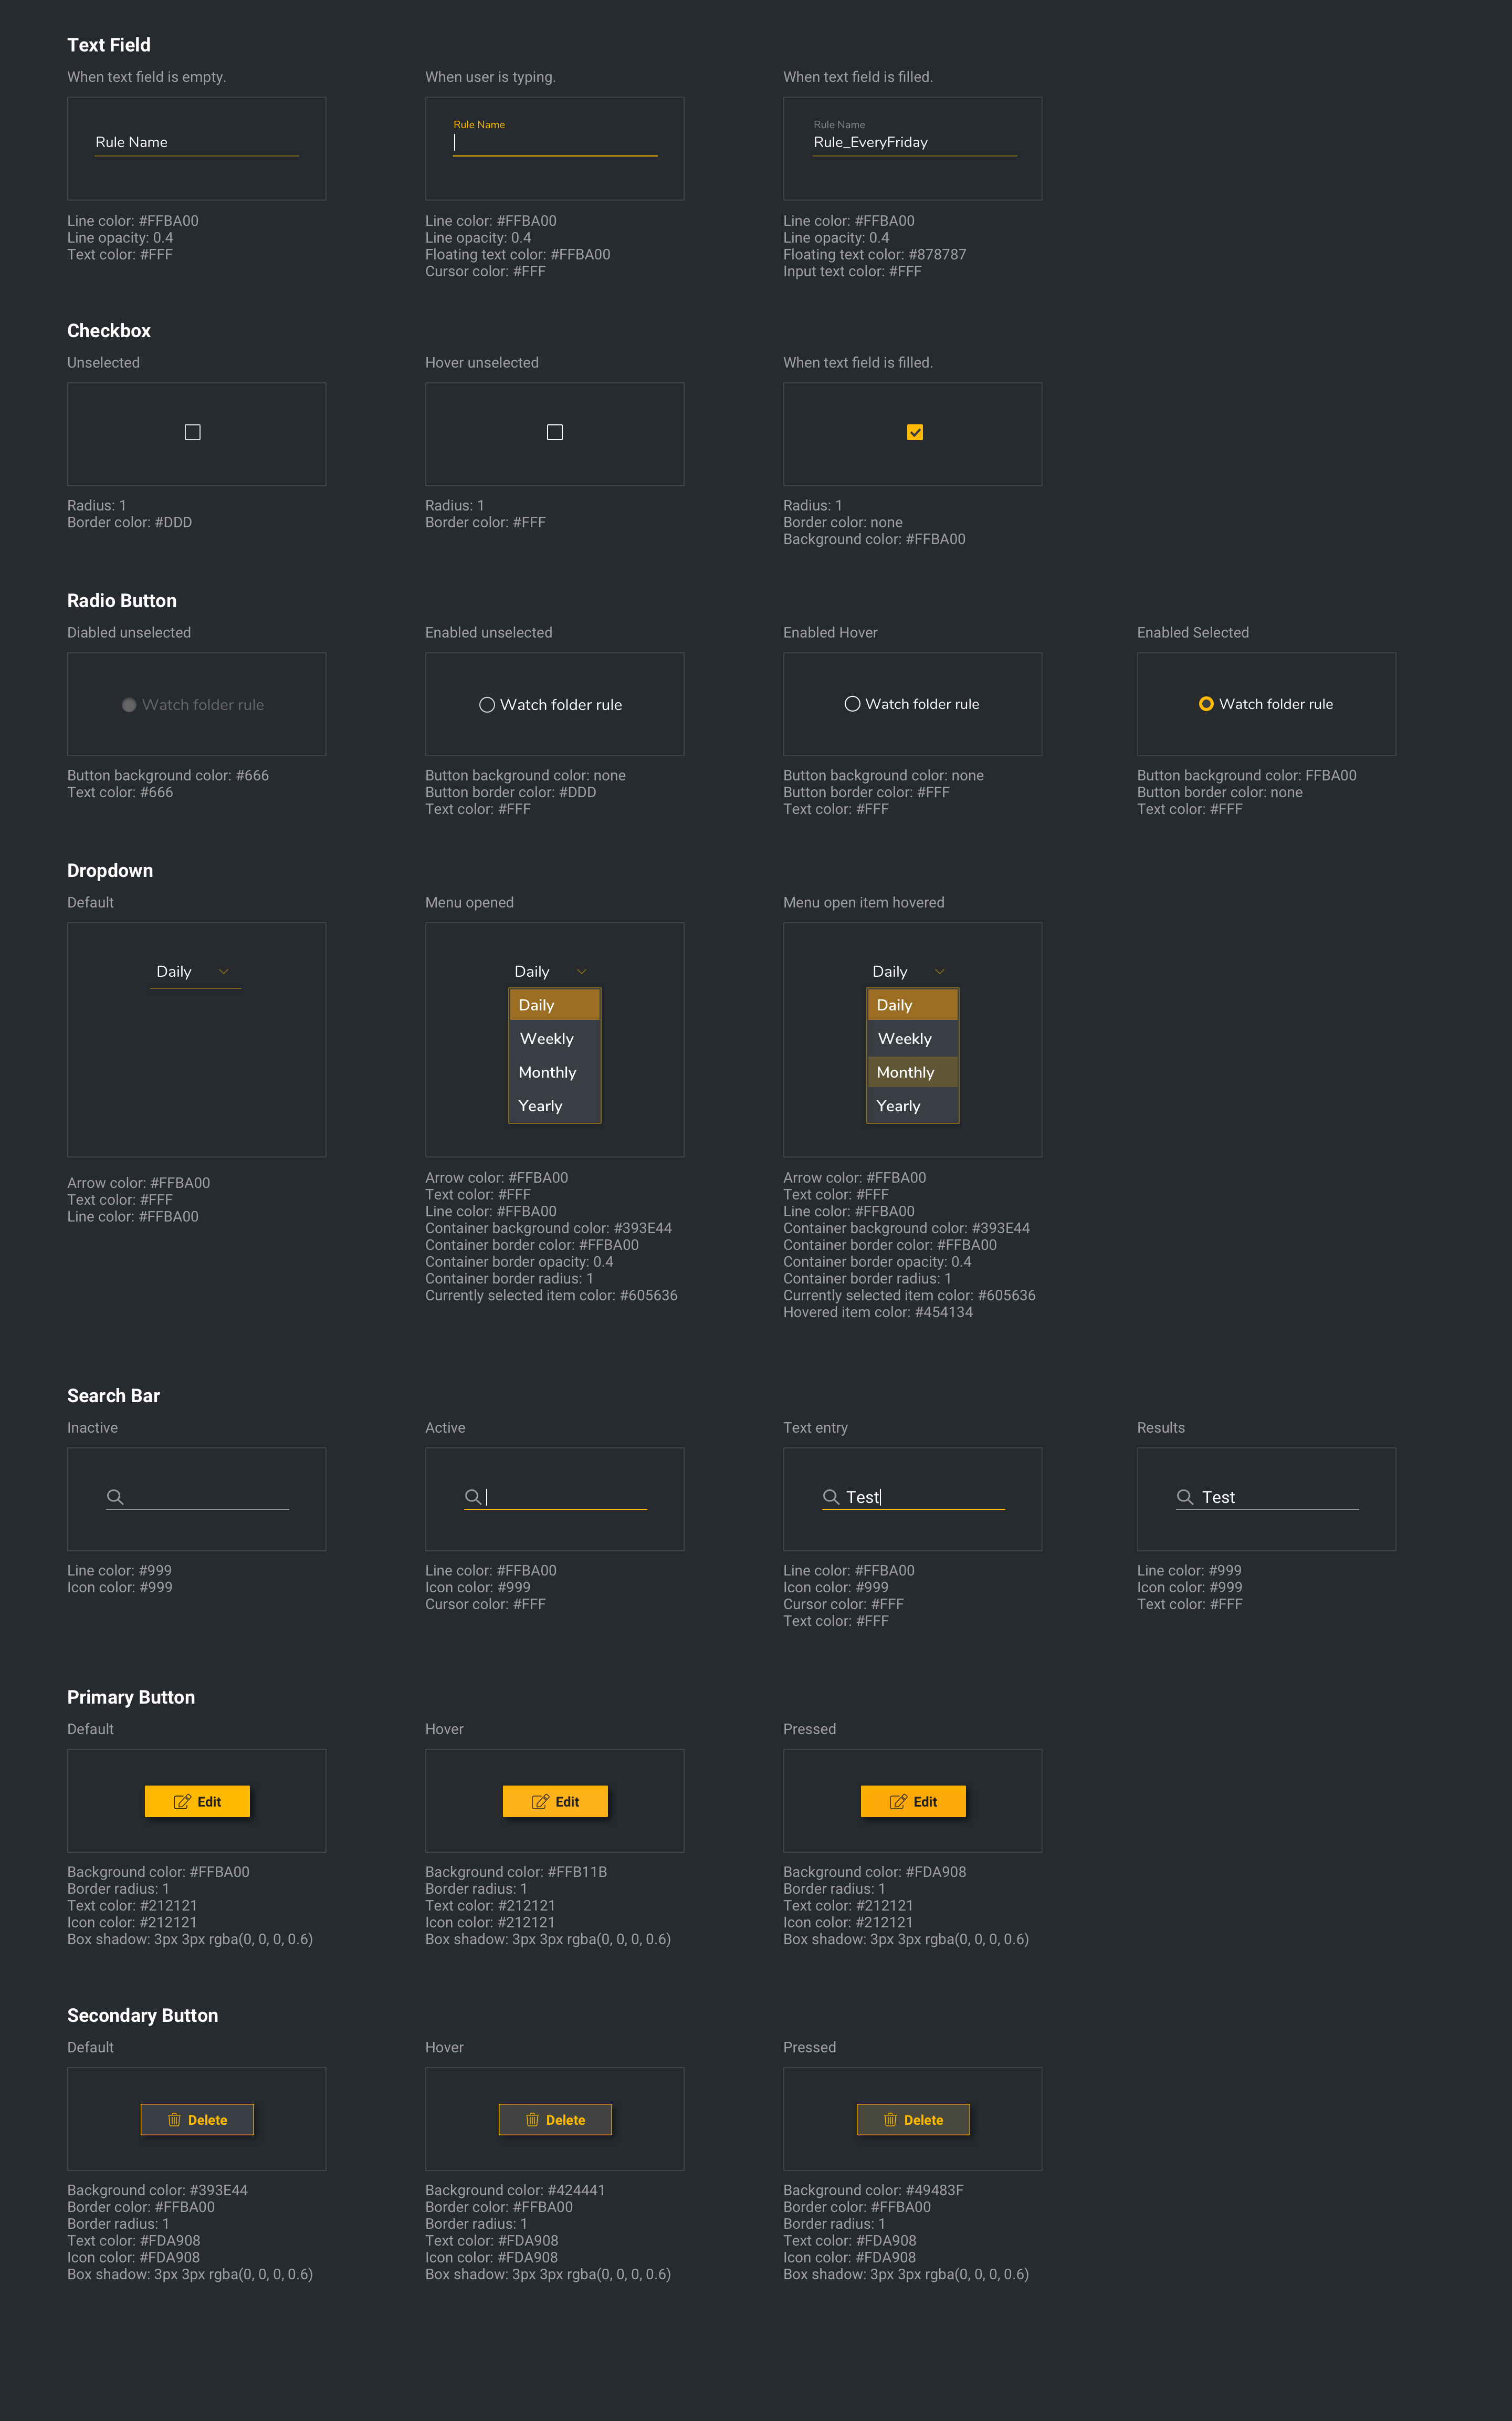 Text Field
When text field is empty.
When user is typing.
When text field is filled.
Rule Name
Rule Name
Rule Name
Rule_EveryFriday
Line color: #FFBA00
Line opacity: 0.4
Text color: #FFF
Line color: #FFBA00
Line opacity: 0.4
Floating text color: #FFBA00
Cursor color: #FFF
Line color: #FFBA00
Line opacity: 0.4
Floating text color: #878787
Input text color: #FFF
Checkbox
Unselected
Hover unselected
When text field is filled.
Radius: 1
Border color: #DDD
Radius: 1
Border color: #FFF
Radius: 1
Border color: none
Background color: #FFBA00
Radio Button
Diabled unselected
Enabled unselected
Enabled Hover
Enabled Selected
Watch folder rule
Watch folder rule
Watch folder rule
Watch folder rule
Button background color: #666
Text color: #666
Button background color: none
Button border color: #DDD
Text color: #FFF
Button background color: none
Button border color: #FFF
Text color: #FFF
Button background color: FFBA00
Button border color: none
Text color: #FFF
Dropdown
Default
Menu opened
Menu open item hovered
Daily
Daily
Daily
Weekly
Monthly
Yearly
Daily
Daily
Weekly
Monthly
Yearly
Arrow color: #FFBA00
Text color: #FFF
Line color: #FFBA00
Arrow color: #FFBA00
Text color: #FFF
Line color: #FFBA00
Container background color: #393E44
Container border color: #FFBA00
Container border opacity: 0.4
Container border radius: 1
Currently selected item color: #605636
Arrow color: #FFBA00
Text color: #FFF
Line color: #FFBA00
Container background color: #393E44
Container border color: #FFBA00
Container border opacity: 0.4
Container border radius: 1
Currently selected item color: #605636
Hovered item color: #454134
Search Bar
Inactive
Active
Text entry
Results
Test
Test
Line color: #999
Icon color: #999
Line color: #FFBA00
Icon color: #999
Cursor color: #FFF
Line color: #FFBA00
Icon color: #999
Cursor color: #FFF
Text color: #FFF
Line color: #999
Icon color: #999
Text color: #FFF
Primary Button
Default
Hover
Pressed
Edit
Edit
Edit
Background color: #FFBA00
Border radius: 1
Text color: #212121
Icon color: #212121
Box shadow: 3px 3px rgba(0, 0, 0, 0.6)
Background color: #FFB11B
Border radius: 1
Text color: #212121
Icon color: #212121
Box shadow: 3px 3px rgba(0, 0, 0, 0.6)
Background color: #FDA908
Border radius: 1
Text color: #212121
Icon color: #212121
Box shadow: 3px 3px rgba(0, 0, 0, 0.6)
Secondary Button
Default
Hover
Pressed
Delete
Delete
Delete
Background color: #393E44
Border color: #FFBA00
Border radius: 1
Text color: #FDA908
Icon color: #FDA908
Box shadow: 3px 3px rgba(0, 0, 0, 0.6)
Background color: #424441
Border color: #FFBA00
Border radius: 1
Text color: #FDA908
Icon color: #FDA908
Box shadow: 3px 3px rgba(0, 0, 0, 0.6)
Background color: #49483F
Border color: #FFBA00
Border radius: 1
Text color: #FDA908
Icon color: #FDA908
Box shadow: 3px 3px rgba(0, 0, 0, 0.6)